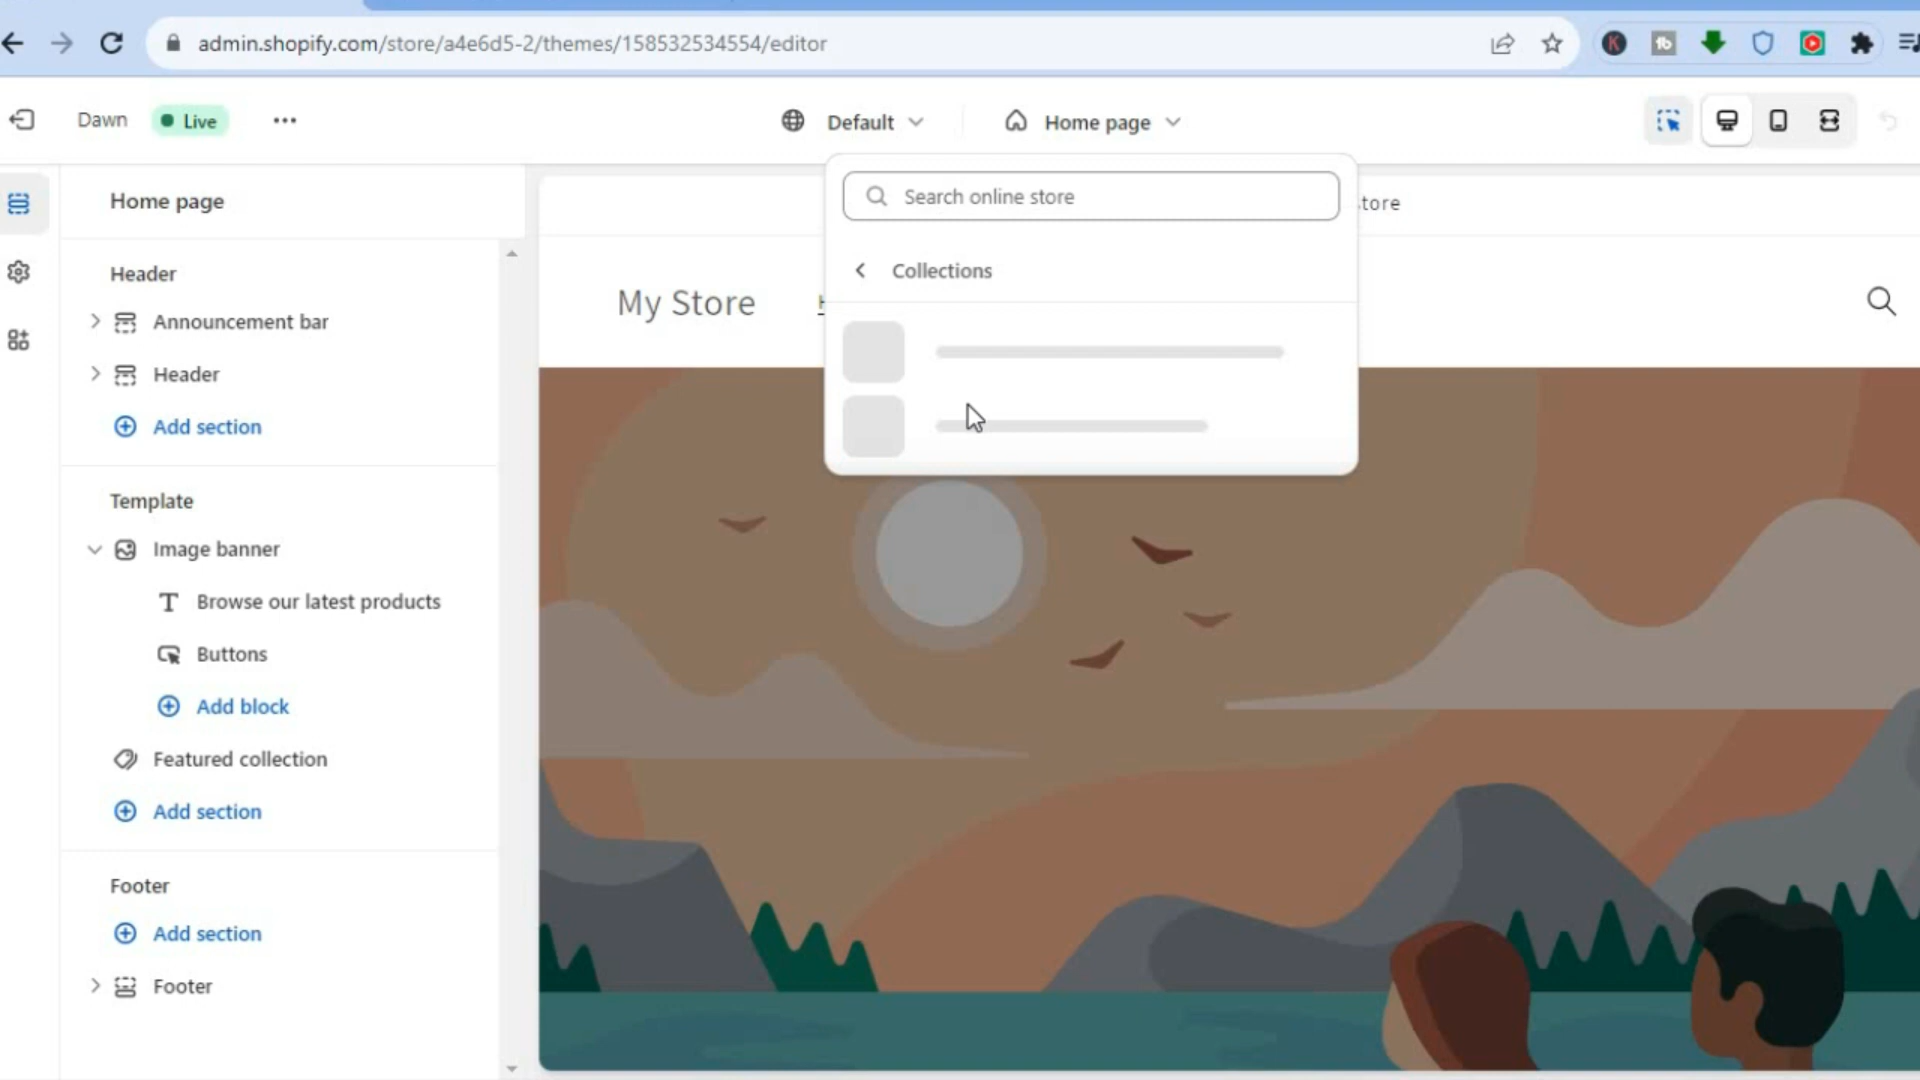 admin.shopify.com/store/a4e6d5-2/themes/158532534554/editor
Dawn
Live
Default
Home page
Home page
Header
Announcement bar
Header
Add section
Template
Image banner
Browse our latest products
Buttons
Add block
Featured collection
Add section
Footer
Add section
Footer
Search online store
Collections
My Store